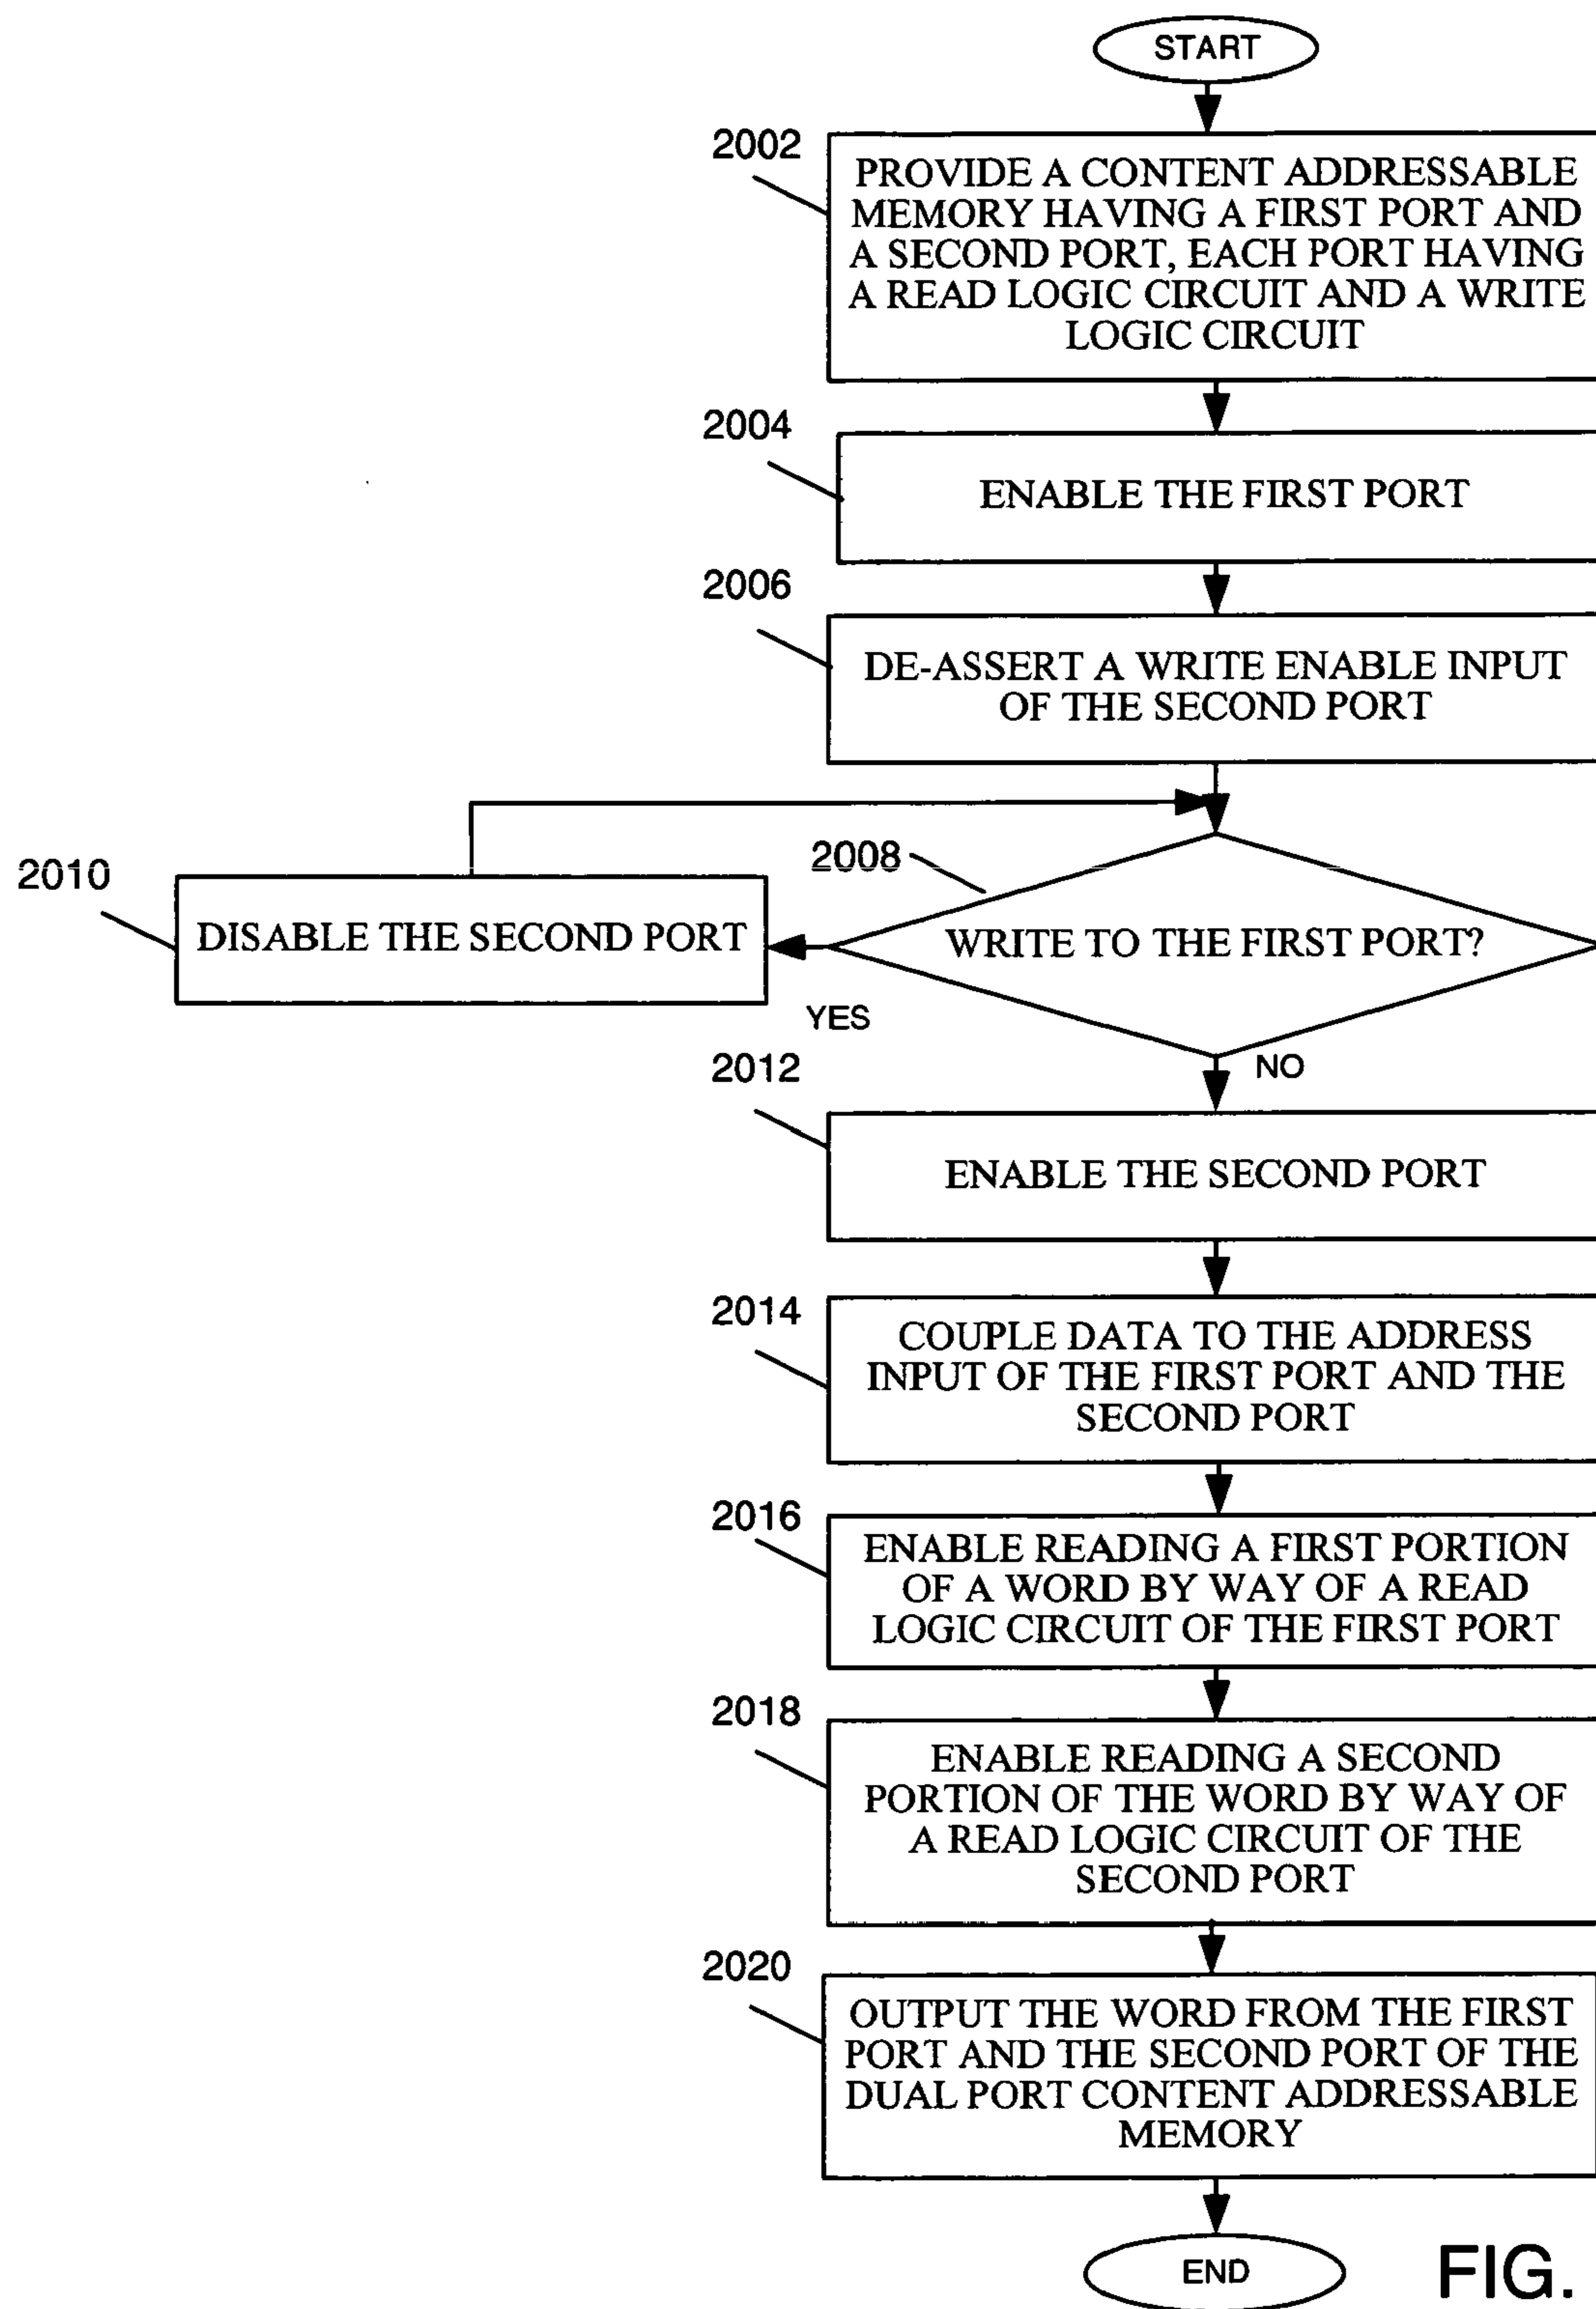 START
2002
PROVIDE A CONTENT ADDRESSABLE
MEMORY HAVING A FIRST PORT AND
A SECOND PORT, EACH PORT HAVING
A READ LOGIC CIRCUIT AND A WRITE
LOGIC CIRCUIT
2004
ENABLE THE FIRST PORT
2006
DE-ASSERT A WRITE ENABLE INPUT
OF THE SECOND PORT
2008
WRITE TO THE FIRST PORT?
YES
2010
DISABLE THE SECOND PORT
NO
2012
ENABLE THE SECOND PORT
2014
COUPLE DATA TO THE ADDRESS
INPUT OF THE FIRST PORT AND THE
SECOND PORT
2016
ENABLE READING A FIRST PORTION
OF A WORD BY WAY OF A READ
LOGIC CIRCUIT OF THE FIRST PORT
2018
ENABLE READING A SECOND
PORTION OF THE WORD BY WAY OF
A READ LOGIC CIRCUIT OF THE
SECOND PORT
2020
OUTPUT THE WORD FROM THE FIRST
PORT AND THE SECOND PORT OF THE
DUAL PORT CONTENT ADDRESSABLE
MEMORY
END
FIG.